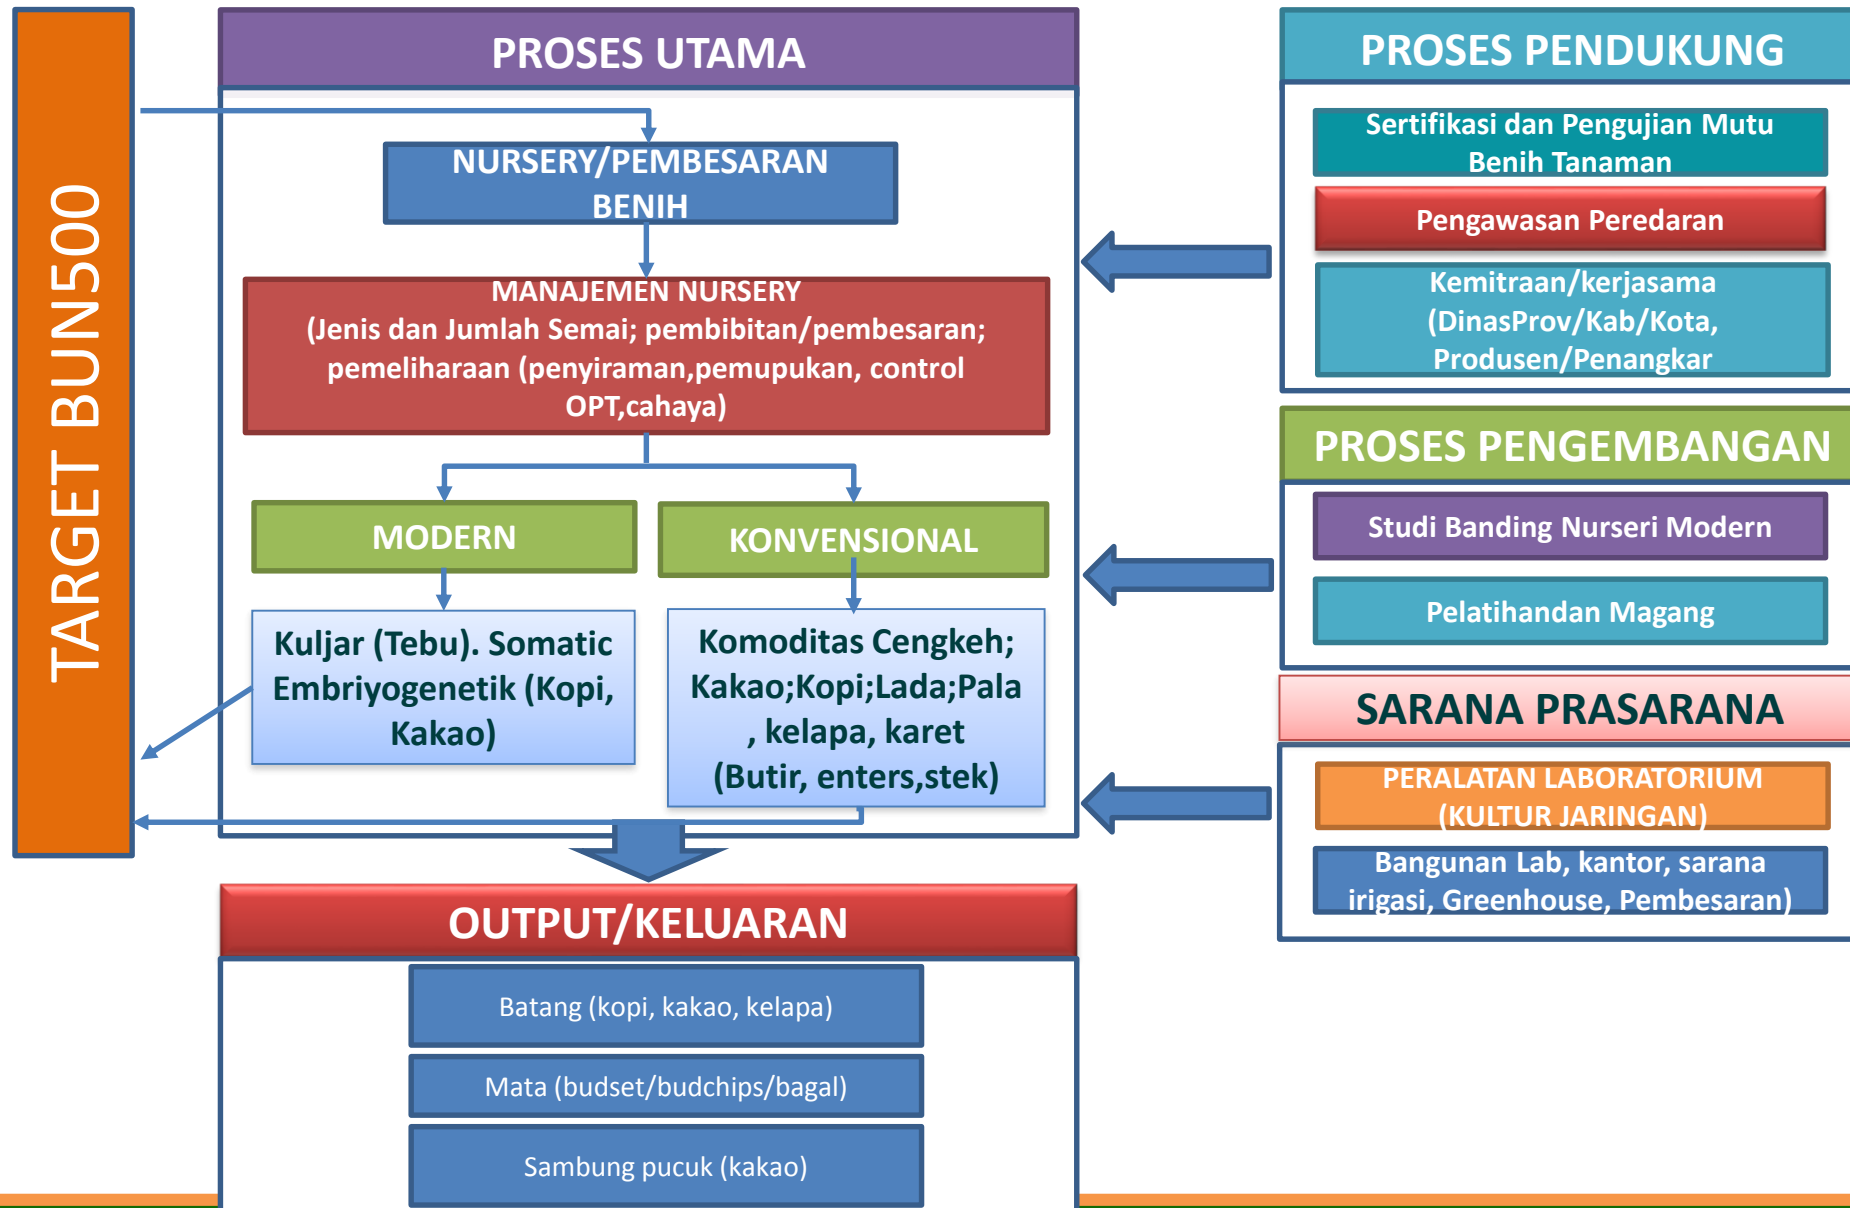 TARGET BUN500
PROSES UTAMA
NURSERY/PEMBESARAN
BENIH
MANAJEMEN NURSERY
(Jenis dan Jumlah Semai; pembibitan/pembesaran;
pemeliharaan (penyiraman,pemupukan, control
OPT,cahaya)
MODERN
KONVENSIONAL
Kuljar (Tebu). Somatic
Embriyogenetik (Kopi,
Kakao)
Komoditas Cengkeh;
Kakao;Kopi;Lada;Pala
, kelapa, karet
(Butir, enters,stek)
OUTPUT/KELUARAN
Batang (kopi, kakao, kelapa)
Mata (budset/budchips/bagal)
Sambung pucuk (kakao)
PROSES PENDUKUNG
Sertifikasi dan Pengujian Mutu
Benih Tanaman
Pengawasan Peredaran
Kemitraan/kerjasama
(DinasProv/Kab/Kota,
Produsen/Penangkar
PROSES PENGEMBANGAN
Studi Banding Nurseri Modern
Pelatihandan Magang
SARANA PRASARANA
PERALATAN LABORATORIUM
(KULTUR JARINGAN)
Bangunan Lab, kantor, sarana
irigasi, Greenhouse, Pembesaran)